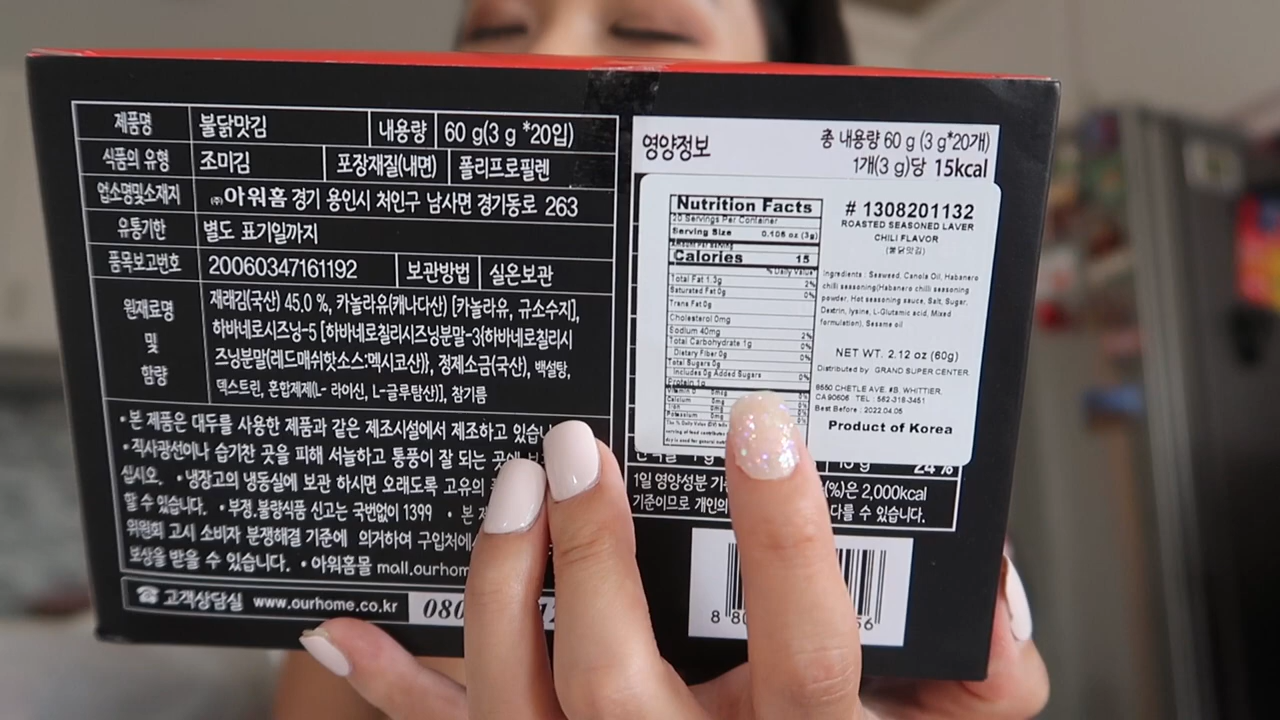 제품명 불닭맛김 내용량 60 g(3 g *20입)
식품의 유형 조미김 포장재질(내면) 폴리프로필렌
업소명및소재지 ㈜아워홈 경기 용인시 처인구 남사면 경기동로 263
유통기한 별도 표기일까지
품목보고번호 20060347161192 보관방법 실온보관
원재료명 및 함량
재래김(국산) 45.0 %, 카놀라유(캐나다산) [카놀라유, 규소수지],
하바네로시즈닝-5 [하바네로칠리시즈닝분말-3{하바네로칠리시
즈닝분말(레드매쉬핫소스:멕시코산)}, 정제소금(국산), 백설탕,
덱스트린, 혼합제제(L- 라이신, L-글루탐산)], 참기름
• 본 제품은 대두를 사용한 제품과 같은 제조시설에서 제조하고
• 직사광선이나 습기찬 곳을 피해 서늘하고 통풍이 잘 되는 곳에
십시오. • 냉장고의 냉동실에 보관 하시면 오래도록 고유의
할 수 있습니다. • 부정.불량식품 신고는 국번없이 1399 • 본
위원회 고시 소비자 분쟁해결 기준에 의거하여 구입처에
보상을 받을 수 있습니다. • 아워홈몰 mall.ourhom
☎ 고객상담실 www.ourhome.co.kr 080
영양정보 총 내용량 60 g (3 g*20개)
1개(3 g)당 15kcal
Nutrition Facts
20 Servings Per Container
Serving Size 0.106 oz (3g)
Amount Per Serving
Calories 15
% Daily Value
Total Fat 1.3g 2%
Saturated Fat 0g 0%
Trans Fat 0g
Cholesterol 0mg
Sodium 40mg 2%
Total Carbohydrate 1g 0%
Dietary Fiber 0g 0%
Total Sugars 0g
Includes 0g Added Sugars 0%
Protein 1g
Vitamin D 0mcg 0%
Calcium 0mg 0%
Iron 0mg 0%
Potassium 0mg 0%
# 1308201132
ROASTED SEASONED LAVER
CHILI FLAVOR
(불닭맛김)
Ingredients : Seaweed, Canola Oil, Habanero
chilli seasoning(Habanero chilli seasoning
powder, Hot seasoning sauce, Salt, Sugar,
Dextrin, lysine, L-Glutamic acid, Mixed
formulation), Sesame oil
NET WT. 2.12 oz (60g)
Distributed by GRAND SUPER CENTER.
8550 CHETLE AVE. #B, WHITTIER,
CA90606 TEL : 562-318-3451
Best Before : 2022.04.05
Product of Korea
24 %
1일 영양성분 (%)은 2,000kcal
기준이므로 개인의 다를 수 있습니다.